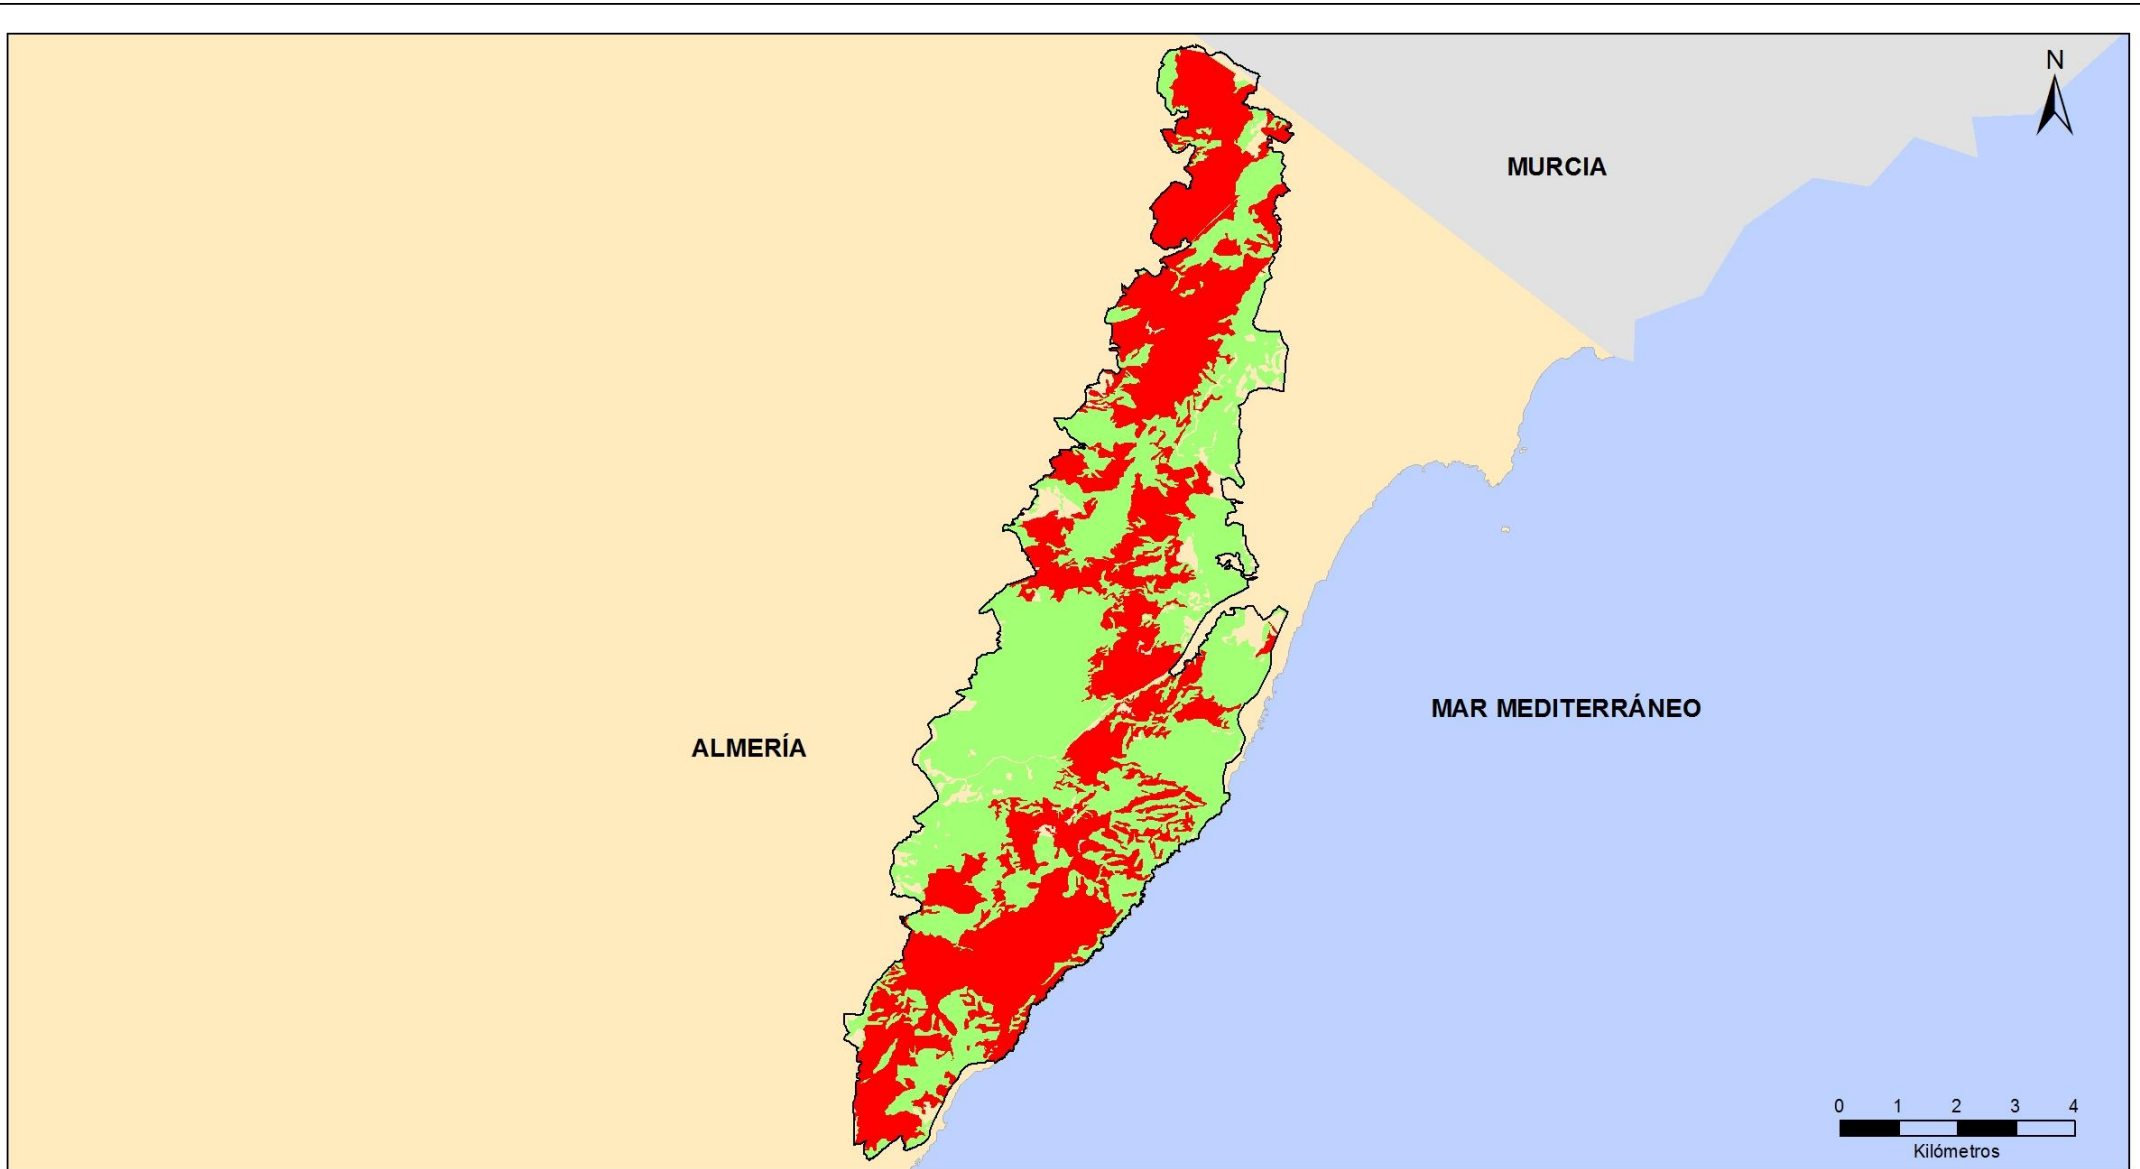 N
MURCIA
MAR MEDITERRÁNEO
ALMERÍA
0 1 2 3 4
Kilómetros